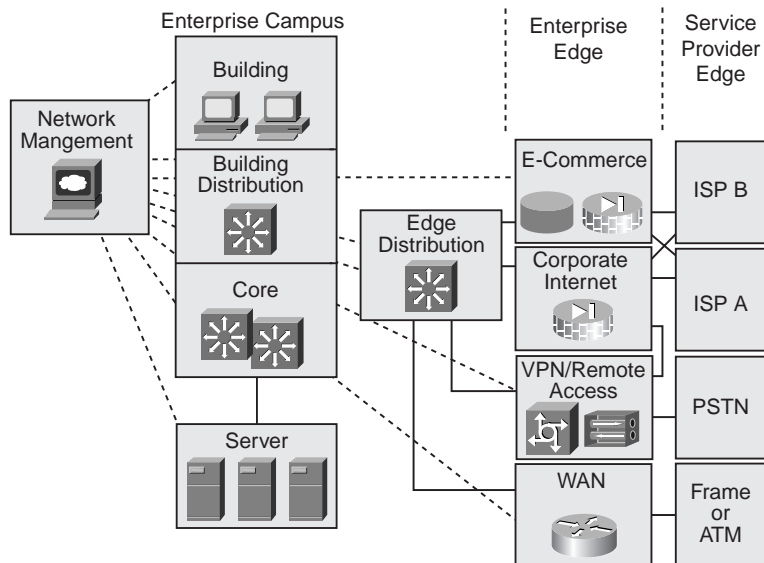 Enterprise Campus
Enterprise
Edge
Service
Provider
Edge
Building
Network
Mangement
Building
Distribution
E-Commerce
ISP B
Edge
Distribution
Corporate
Internet
Core
ISP A
VPN/Remote
Access
PSTN
Server
WAN
Frame
or
ATM